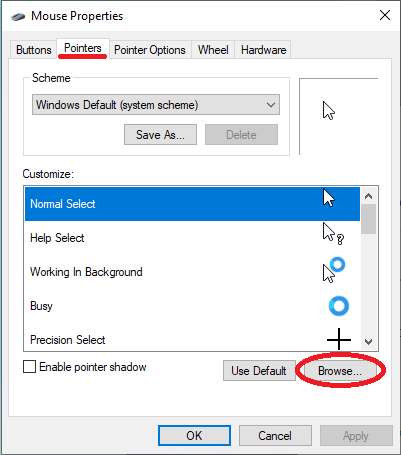 Mouse Properties
Buttons Pointers Pointer Options Wheel Hardware
Scheme
Windows Default (system scheme)
Save As... Delete
Customize:
Normal Select
Help Select
Working In Background
Busy
Precision Select
Enable pointer shadow Use Default Browse...
OK Cancel Apply